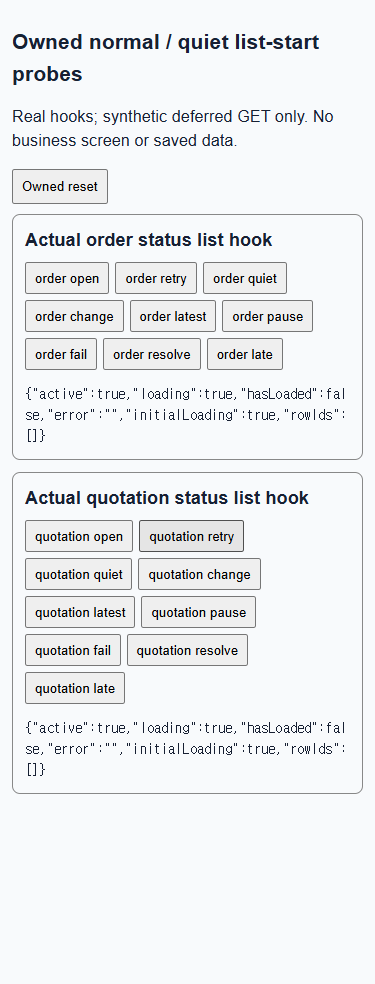 Owned normal / quiet list-start
probes
Real hooks; synthetic deferred GET only. No
business screen or saved data.
Owned reset
Actual order status list hook
order open order retry order quiet
order change order latest order pause
order fail order resolve order late
{"active":true,"loading":true,"hasLoaded":fal
se,"error":"","initialLoading":true,"rowIds":
[]}
Actual quotation status list hook
quotation open quotation retry
quotation quiet quotation change
quotation latest quotation pause
quotation fail quotation resolve
quotation late
{"active":true,"loading":true,"hasLoaded":fal
se,"error":"","initialLoading":true,"rowIds":
[]}